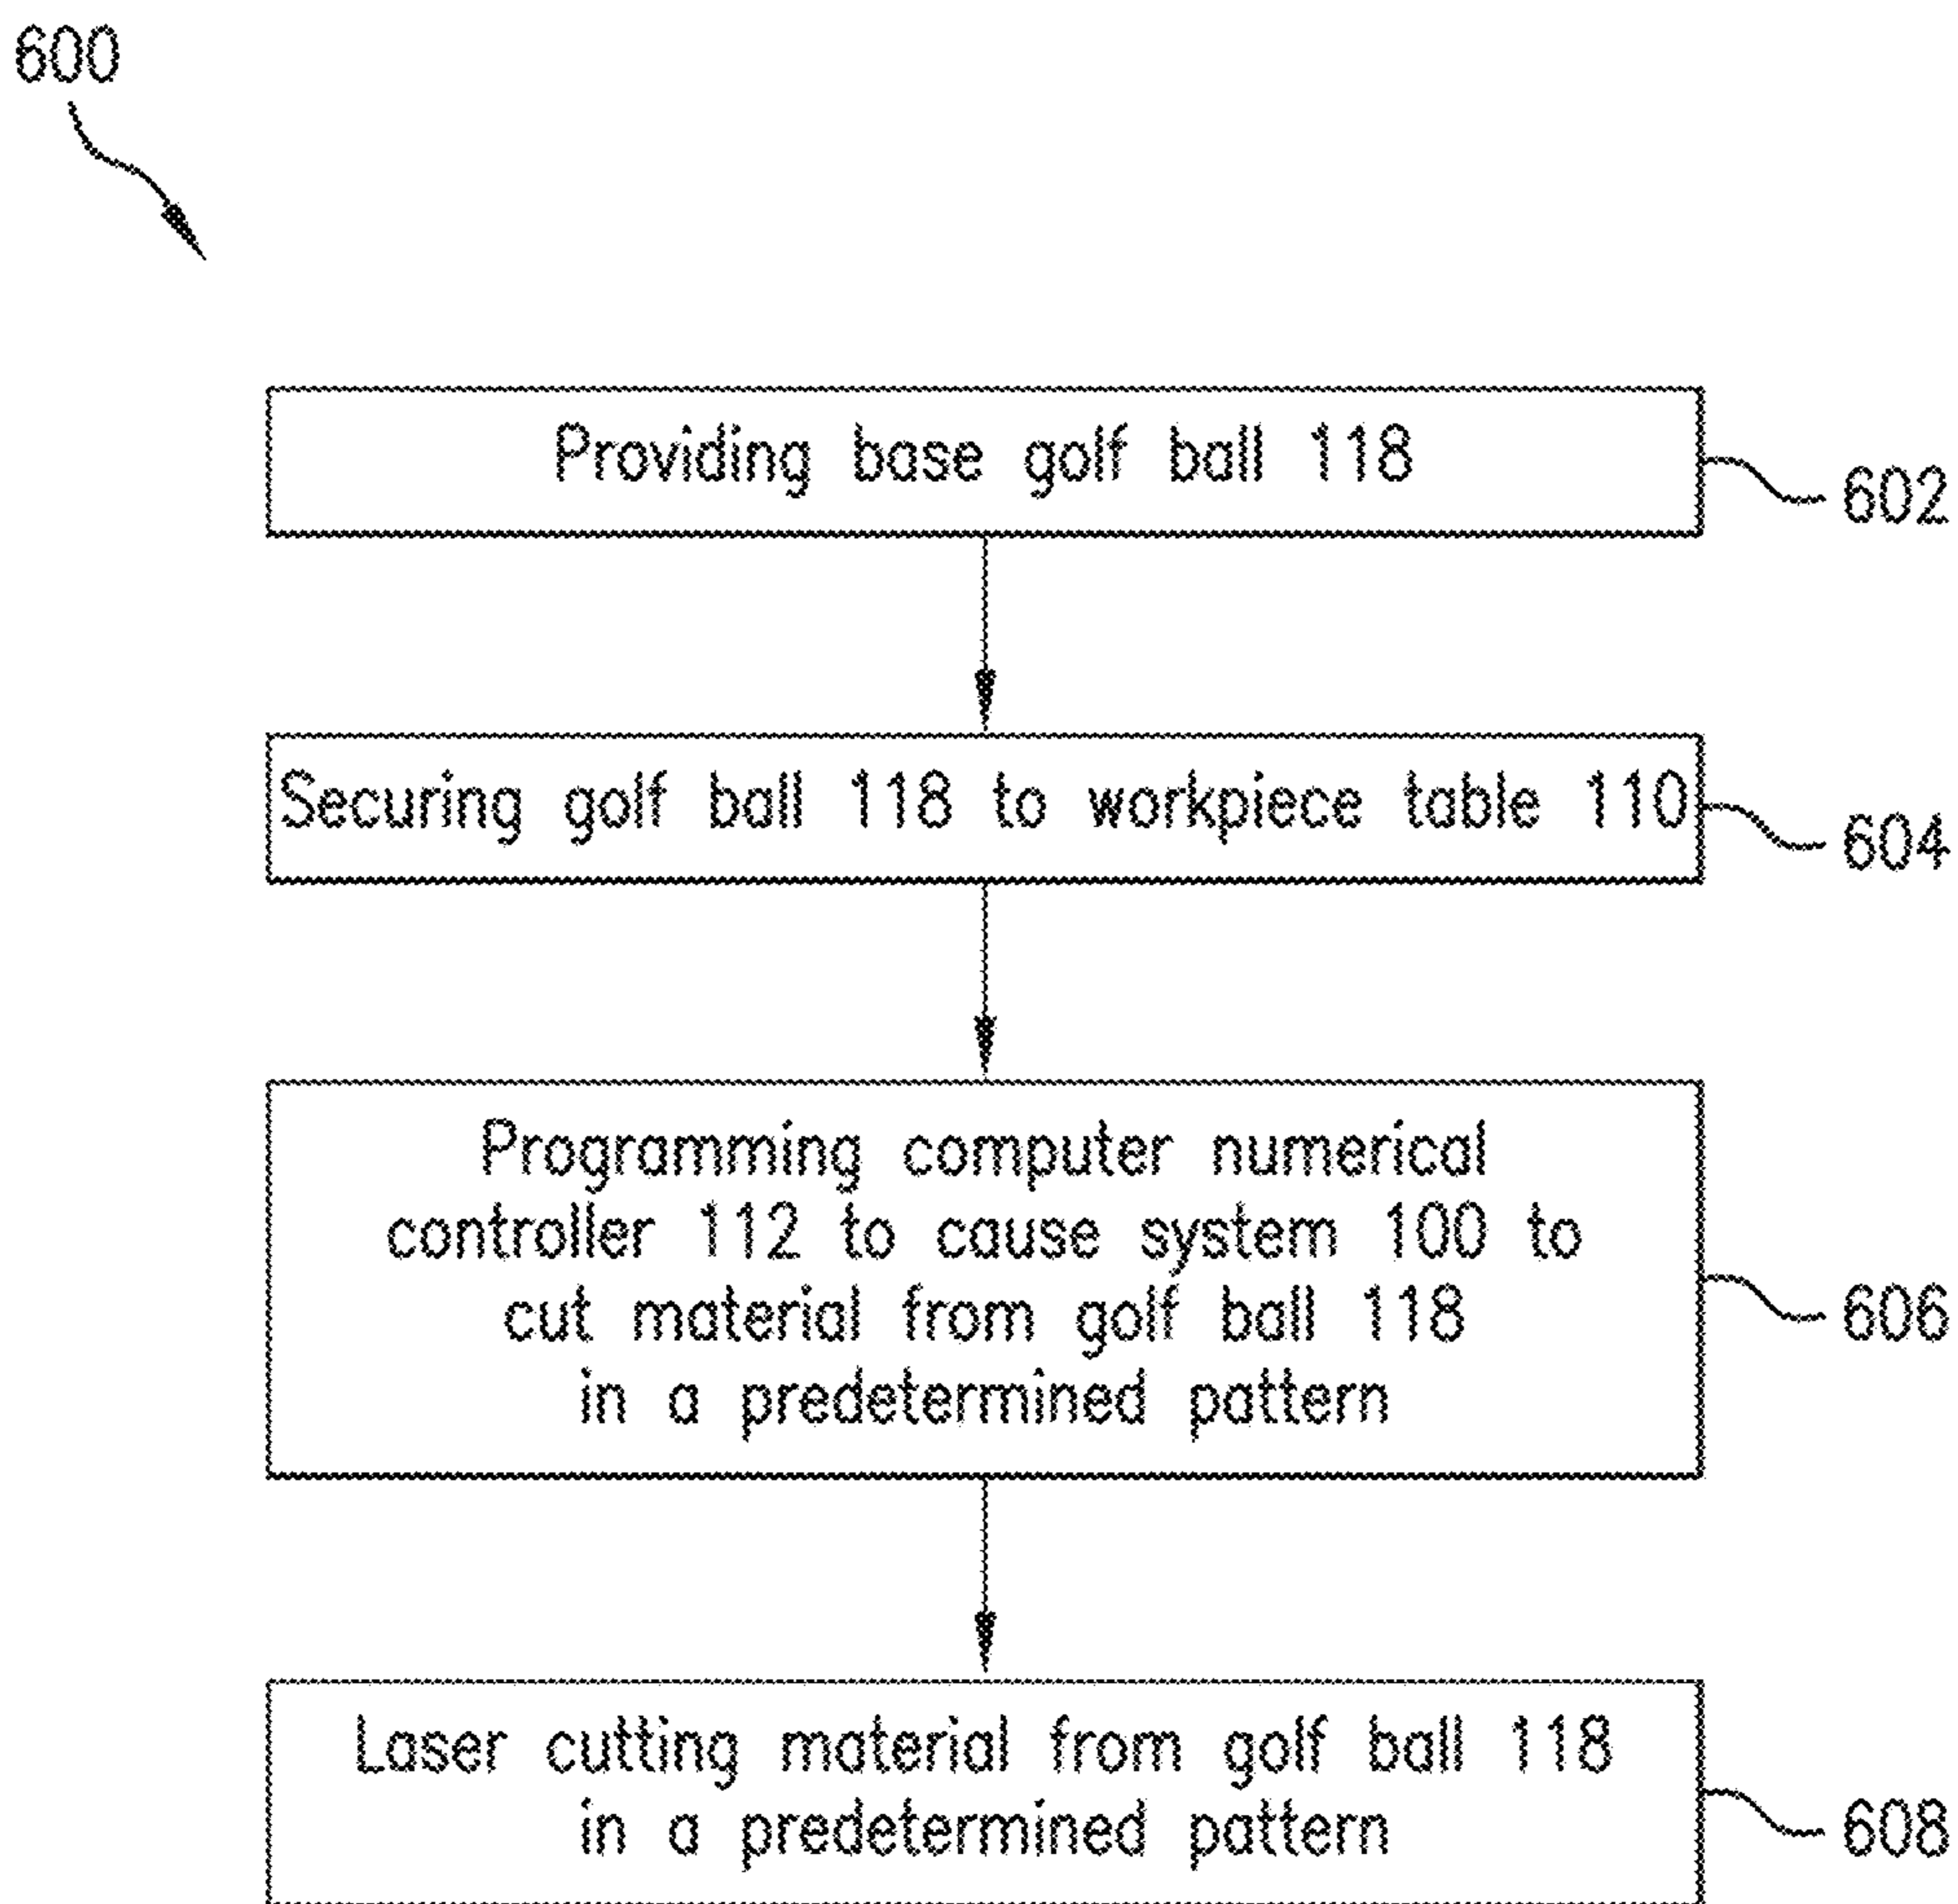 600
Providing base golf ball 118
602
Securing golf ball 118 to workpiece table 110
604
Programming computer numerical
controller 112 to cause system 100 to
cut material from golf ball 118
in a predetermined pattern
606
Laser cutting material from golf ball 118
in a predetermined pattern
608